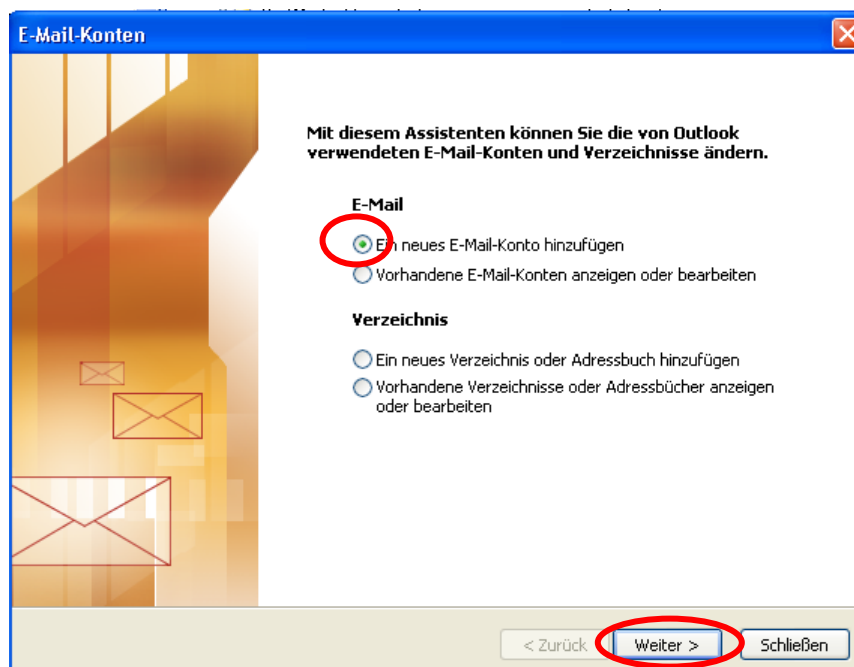 E-Mail-Konten
Mit diesem Assistenten können Sie die von Outlook
verwendeten E-Mail-Konten und Verzeichnisse ändern.
E-Mail
Ein neues E-Mail-Konto hinzufügen
Vorhandene E-Mail-Konten anzeigen oder bearbeiten
Verzeichnis
Ein neues Verzeichnis oder Adressbuch hinzufügen
Vorhandene Verzeichnisse oder Adressbücher anzeigen
oder bearbeiten
< Zurück Weiter > Schließen